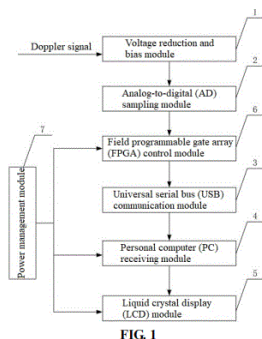 1
Doppler signal
Voltage reduction and
bias module
2
Analog-to-digital (AD)
sampling module
6
7
Field programmable gate array
(FPGA) control module
3
Power management module
Universal serial bus (USB)
communication module
4
Personal computer (PC)
receiving module
5
Liquid crystal display
(LCD) module
FIG. 1